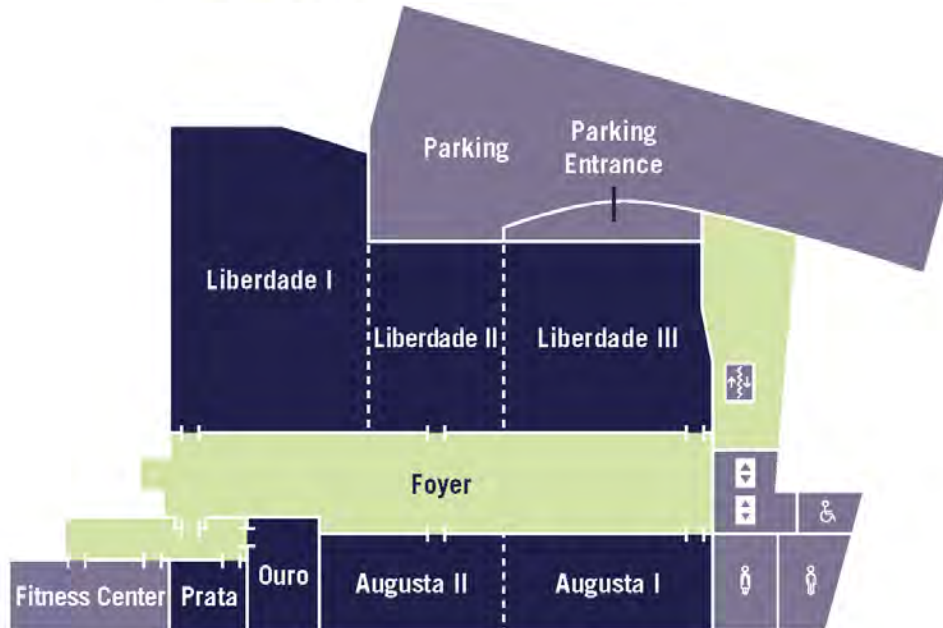 Parking
Parking
Entrance
Liberdade I
Liberdade II
Liberdade III
Foyer
Fitness Center
Prata
Ouro
Augusta II
Augusta I